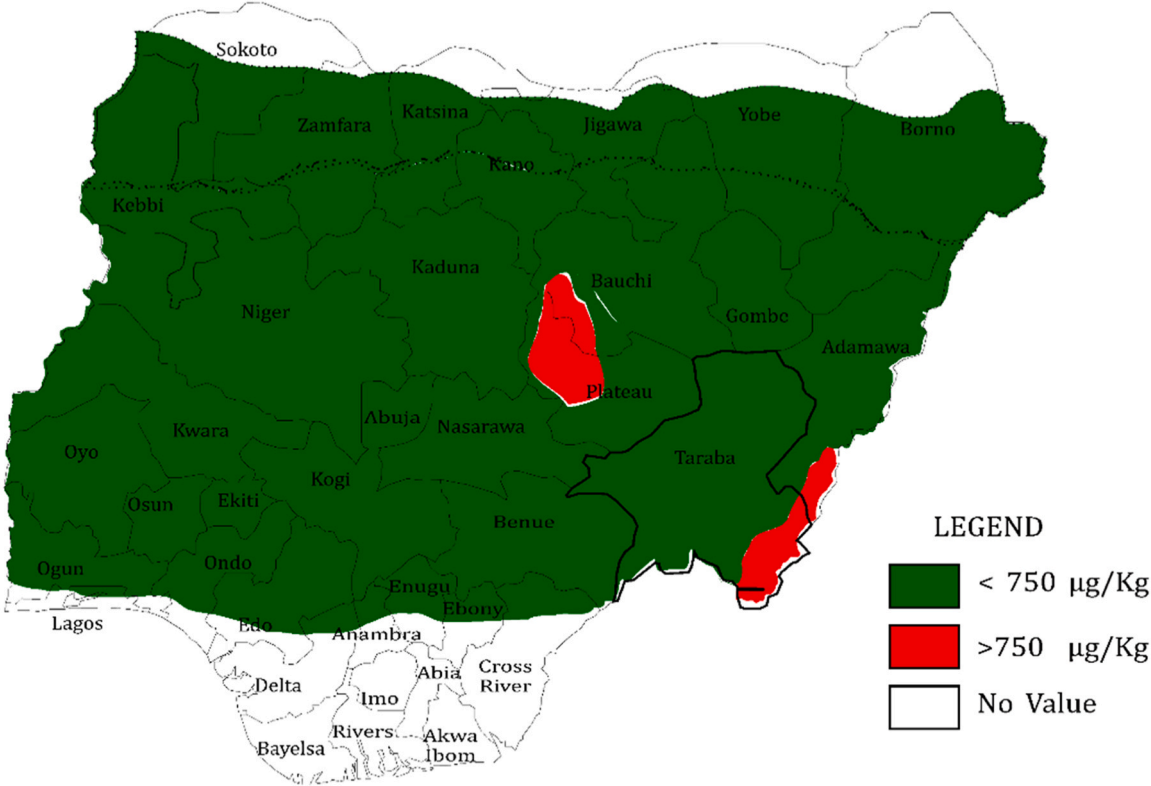 Sokoto
Katsina
Zamfara
Jigawa
Yobe
Borno
Kano
Kebbi
Kaduna
Bauchi
Niger
Gombc
Adamawa
Plateau
Abuja
Nasarawa
Kwara
Oyo
Taraba
Kogi
Osun
Ekiti
Benue
LEGEND
Ogun
Ondo
Enugu
Ebony
< 750 µg/Kg
Lagos
Edo
Anambra
>750 µg/Kg
Delta
Imo
Abia
Cross
River
No Value
Bayelsa
Rivers
Akwa
Ibom